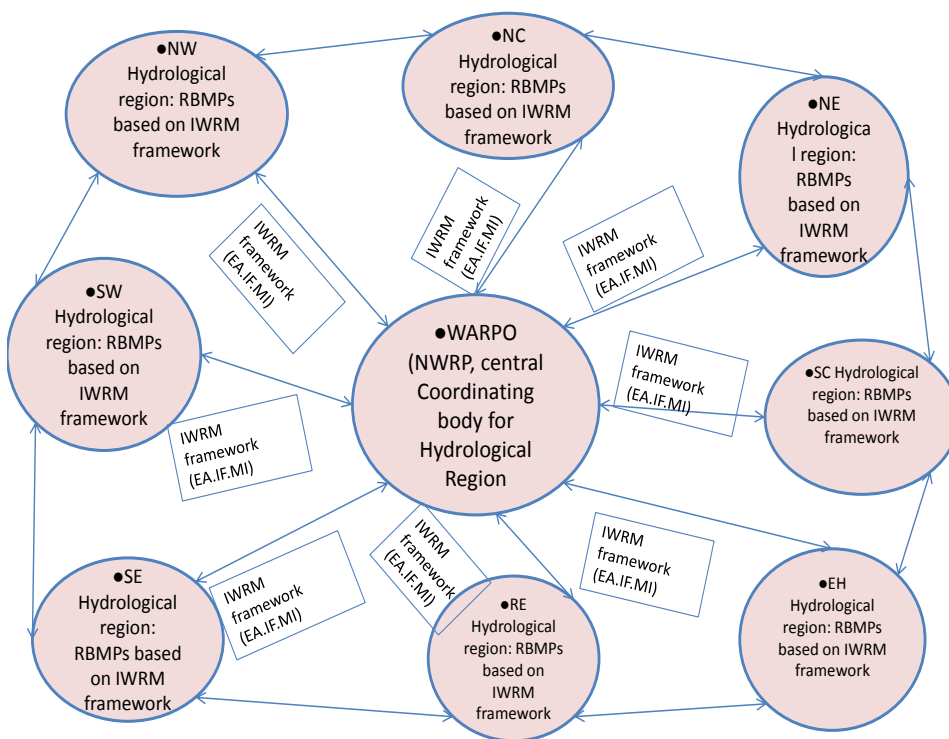 ●NW
Hydrological
region: RBMPs
based on IWRM
framework
●NC
Hydrological
region: RBMPs
based on IWRM
framework
●NE
Hydrologica
l region:
RBMPs
based on
IWRM
framework
IWRM
framework
(EA.IF.MI)
IWRM
framework
(EA.IF.MI)
IWRM
framework
(EA.IF.MI)
●SW
Hydrological
region: RBMPs
based on
IWRM
framework
●WARPO
(NWRP, central
Coordinating
body for
Hydrological
Region
IWRM
framework
(EA.IF.MI)
●SC Hydrological
region: RBMPs
based on IWRM
framework
IWRM
framework
(EA.IF.MI)
●SE
Hydrological
region:
RBMPs based
on IWRM
framework
IWRM
framework
(EA.IF.MI)
IWRM
framework
(EA.IF.MI)
●RE
Hydrological
region: RBMPs
based on
IWRM
framework
IWRM
framework
(EA.IF.MI)
●EH
Hydrological
region: RBMPs
based on IWRM
framework